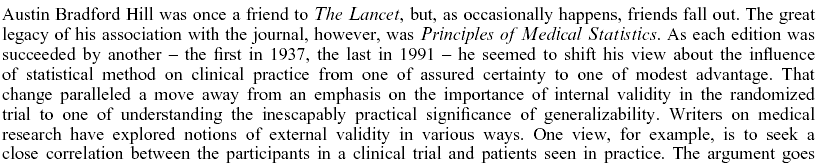 Austin Bradford Hill was once a friend to The Lancet, but, as occasionally happens, friends fall out. The great
legacy of his association with the journal, however, was Principles of Medical Statistics. As each edition was
succeeded by another – the first in 1937, the last in 1991 – he seemed to shift his view about the influence
of statistical method on clinical practice from one of assured certainty to one of modest advantage. That
change paralleled a move away from an emphasis on the importance of internal validity in the randomized
trial to one of understanding the inescapably practical significance of generalizability. Writers on medical
research have explored notions of external validity in various ways. One view, for example, is to seek a
close correlation between the participants in a clinical trial and patients seen in practice. The argument goes